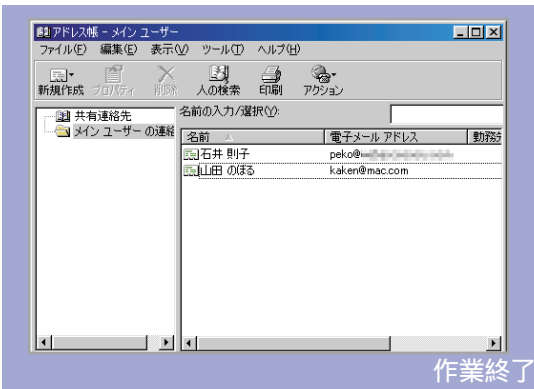 アドレス帳 - メイン ユーザー
ファイル(F) 編集(E) 表示(V) ツール(T) ヘルプ(H)
新規作成 プロパティ 削除 人の検索 印刷 アクション
共有連絡先
メイン ユーザー の連絡
名前の入力/選択(Y):
名前 電子メール アドレス 勤務先
石井 則子 peko@
山田 のぼる kaken@mac.com
作業終了